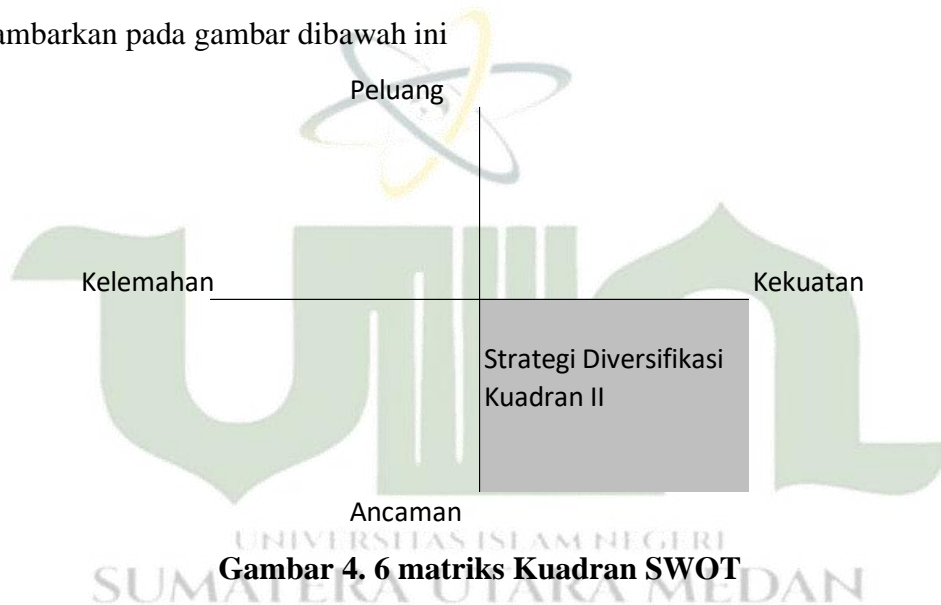 ambarkan pada gambar dibawah ini
Peluang
Kelemahan
Kekuatan
Strategi Diversifikasi
Kuadran II
Ancaman
UNIVERSITAS ISLAM NEGERI
Gambar 4. 6 matriks Kuadran SWOT
SUMATERA UTARA MEDAN